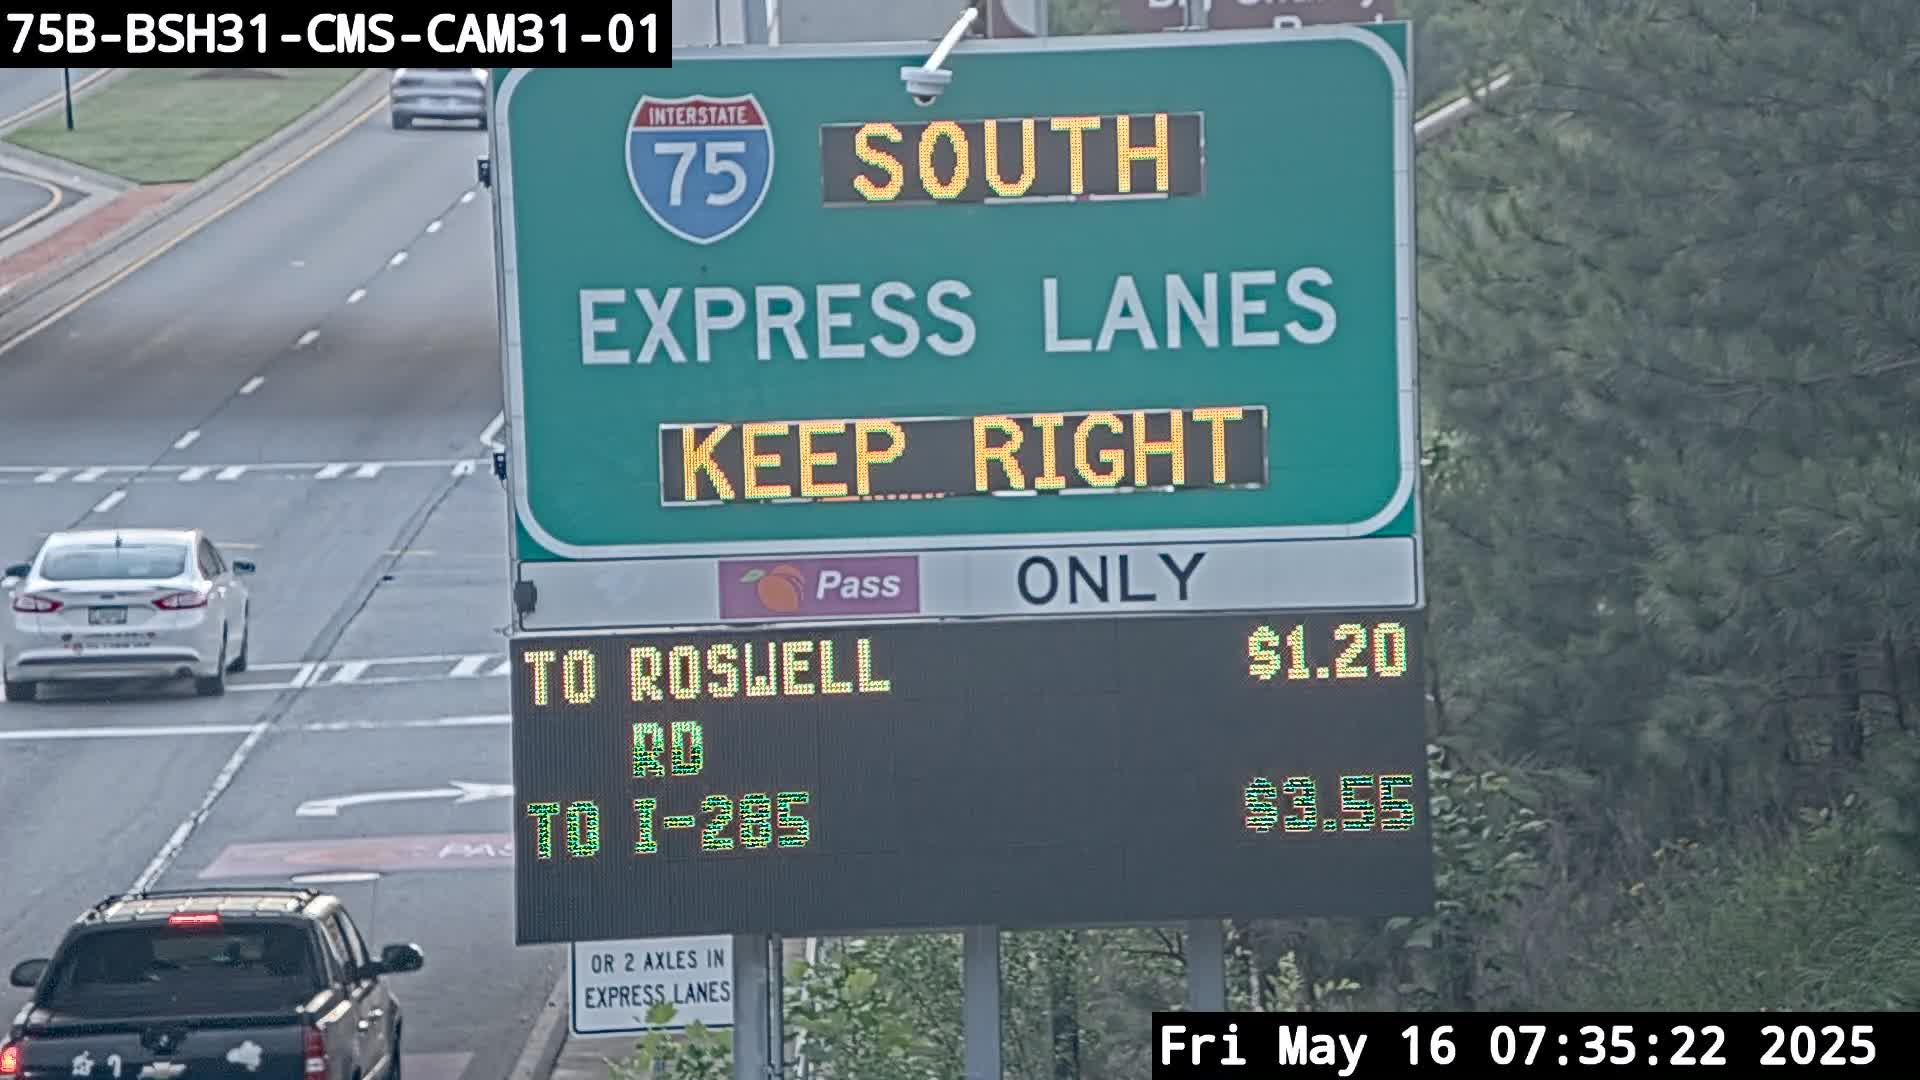 75B-BSH31-CMS-CAM31-01
INTERSTATE
75
SOUTH
EXPRESS LANES
KEEP RIGHT
Pass ONLY
TO ROSWELL $1.20
RD
TO I-285 $3.55
OR 2 AXLES IN
EXPRESS LANES
Fri May 16 07:35:22 2025